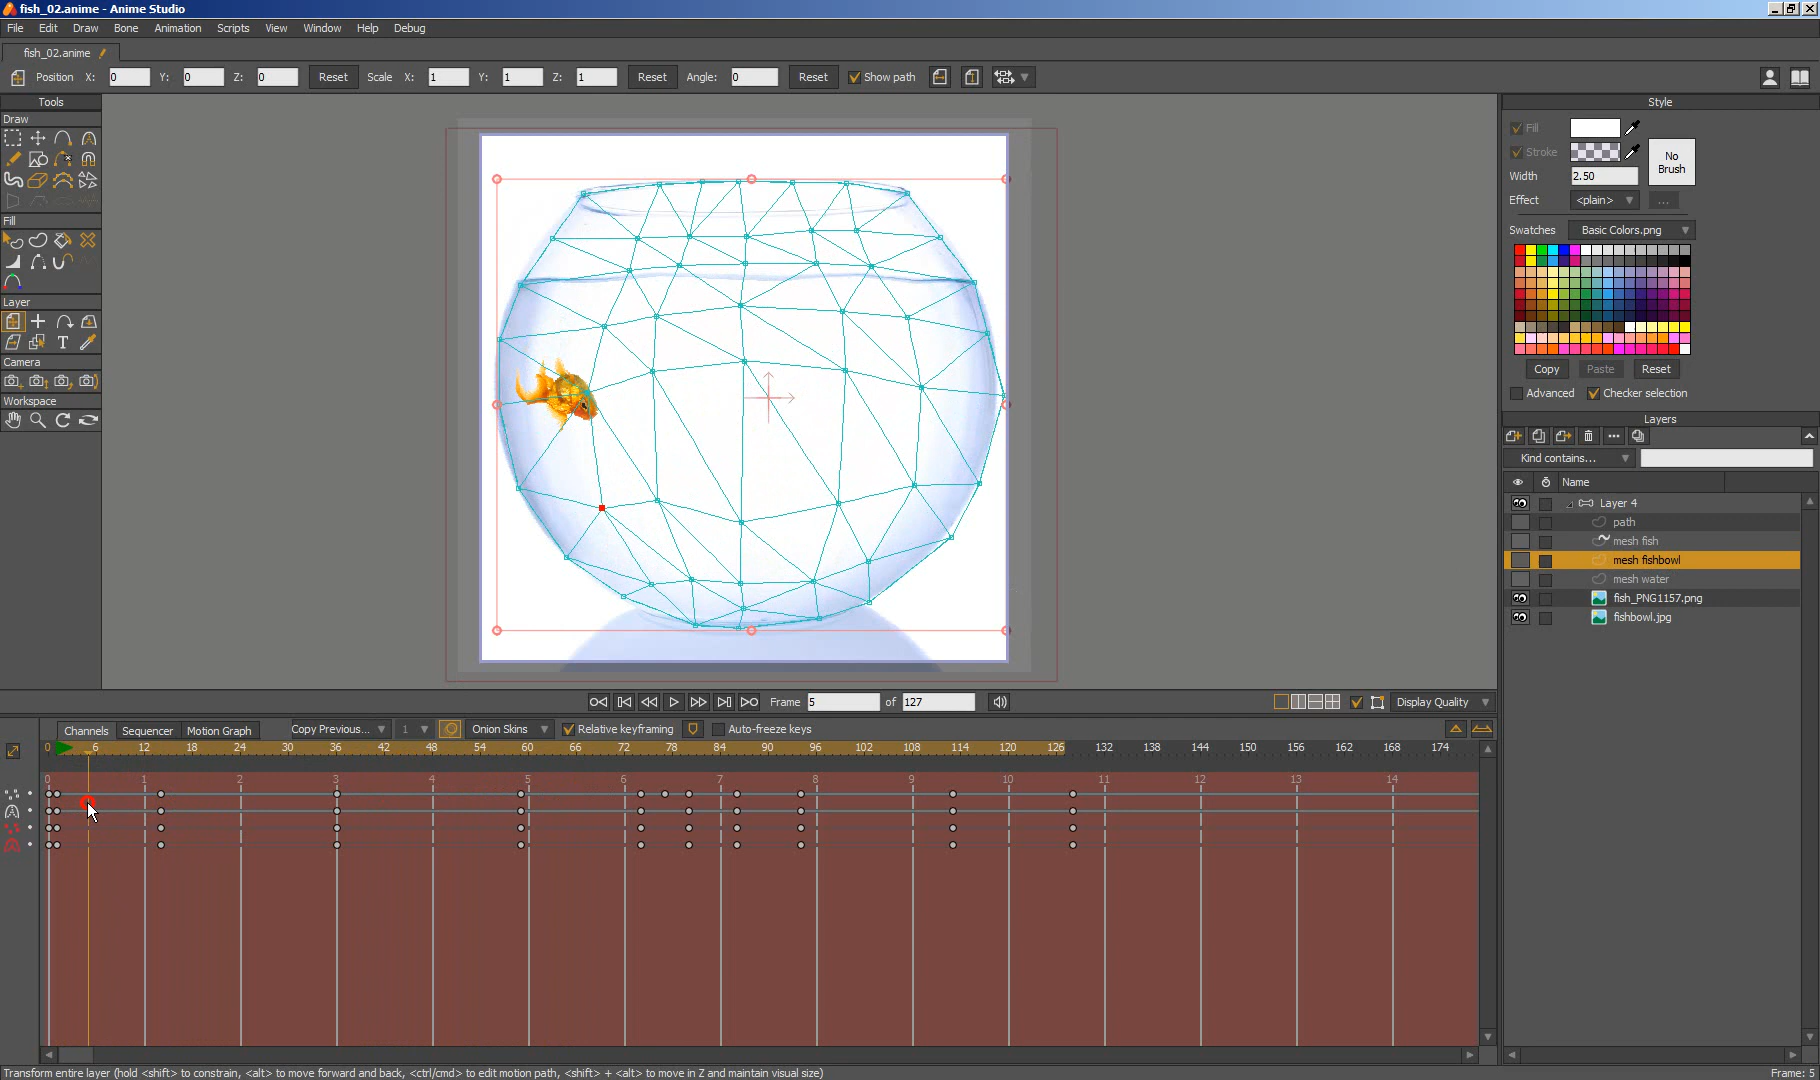 fish_02.anime - Anime Studio
File Edit Draw Bone Animation Scripts View Window Help Debug
fish_02.anime
Position X: 0 Y: 0 Z: 0 Reset Scale X: 1 Y: 1 Z: 1 Reset Angle: 0 Reset Show path
Tools
Draw
Fill
Layer
Camera
Workspace
Style
Fill
Stroke
No
Brush
Width 2.50
Effect <plain> ...
Swatches Basic Colors.png
Copy Paste Reset
Advanced Checker selection
Layers
Kind contains...
Name
Layer 4
path
mesh fish
mesh fishbowl
mesh water
fish_PNG1157.png
fishbowl.jpg
Frame 5 of 127 Display Quality
Channels Sequencer Motion Graph Copy Previous... 1 Onion Skins Relative keyframing Auto-freeze keys
0 6 12 18 24 30 36 42 48 54 60 66 72 78 84 90 96 102 108 114 120 126 132 138 144 150 156 162 168 174
0 1 2 3 4 5 6 7 8 9 10 11 12 13 14
Transform entire layer (hold <shift> to constrain, <alt> to move forward and back, <ctrl/cmd> to edit motion path, <shift> + <alt> to move in Z and maintain visual size)
Frame: 5